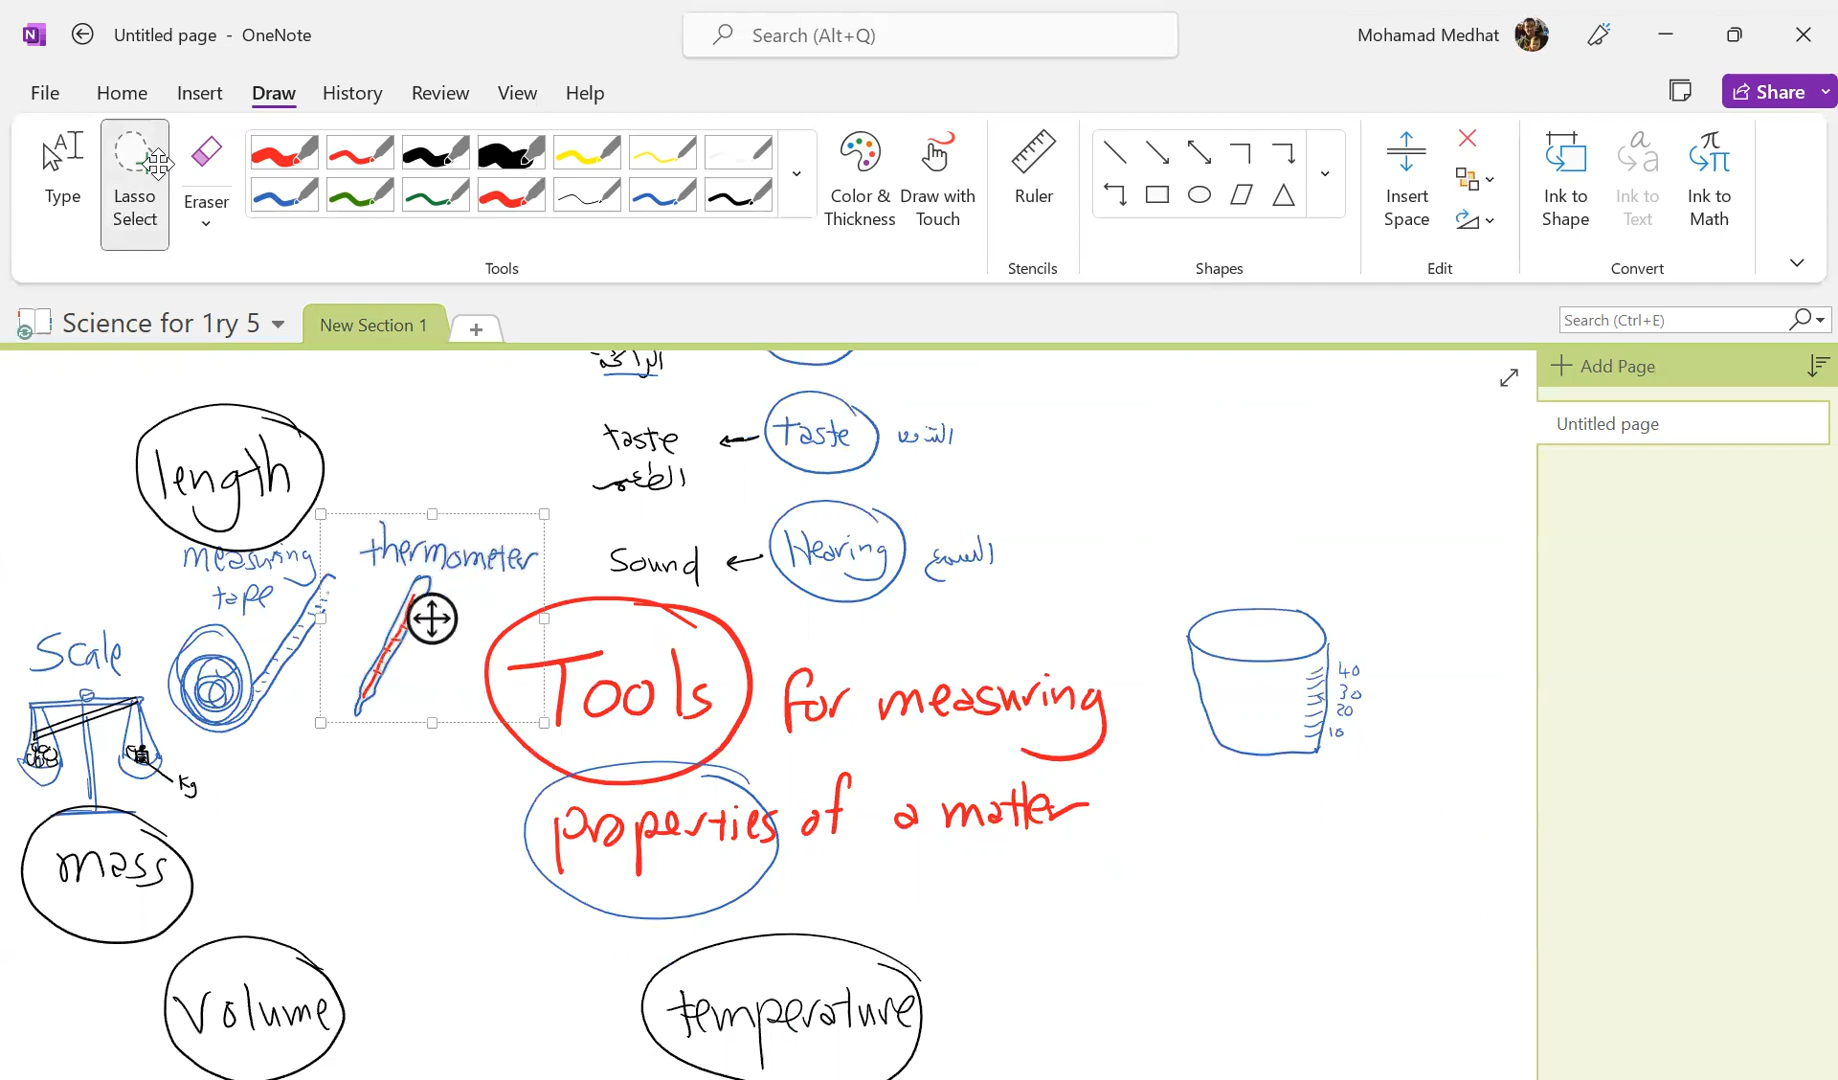 Untitled page - OneNote
Search (Alt+Q)
Mohamad Medhat
File Home Insert Draw History Review View Help
Share
Type
Lasso Select
Eraser
Color & Thickness
Draw with Touch
Ruler
Insert Space
Ink to Shape
Ink to Text
Ink to Math
Tools
Stencils
Shapes
Edit
Convert
Science for 1ry 5
New Section 1
Search (Ctrl+E)
Add Page
Untitled page
length
taste
Taste
الطعم
measuring
tape
thermometer
Sound
Hearing
السمع
Scale
Kg
Tools for measuring
properties of a matter
40
30
20
10
mass
volume
temperature